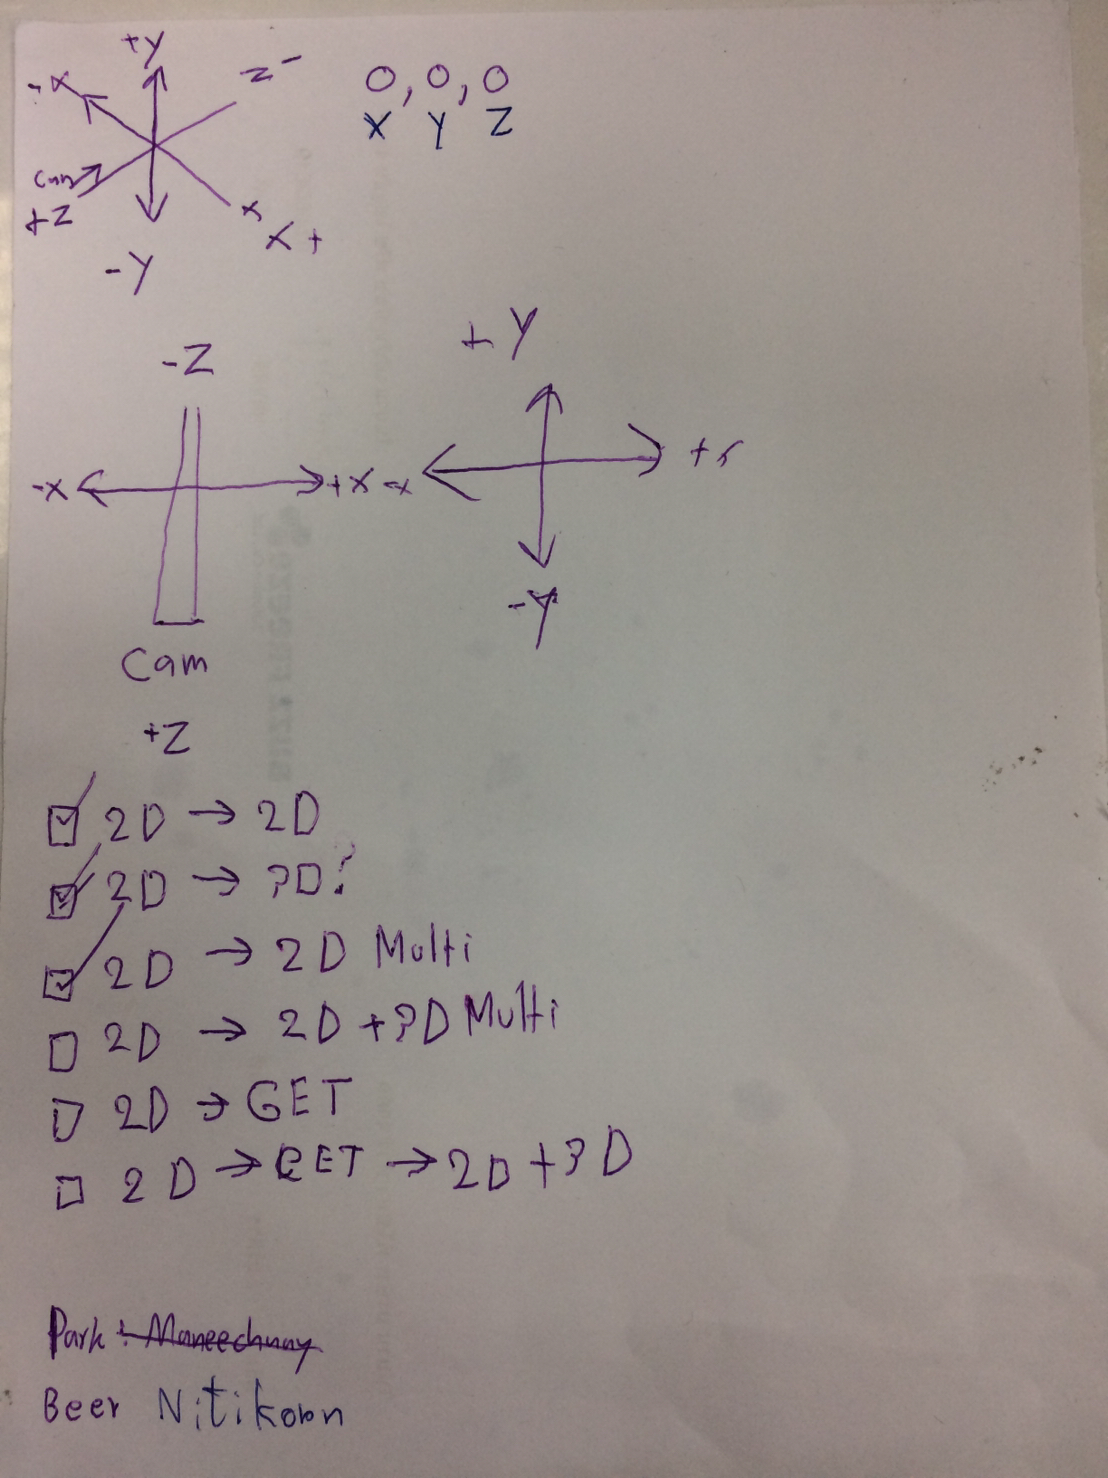 +Y
-X
Z-
0,0,0
X Y Z
Cam
+Z
X
X+
-Y
-Z
-X
+X
Cam
+Z
+Y
-x
-Y
2D → 2D
2D → 3D?
2D → 2D Multi
2D → 2D + 3D Multi
2D → GET
2D → GET → 2D + 3D
Park : Maneechuay
Beer Nitikorn